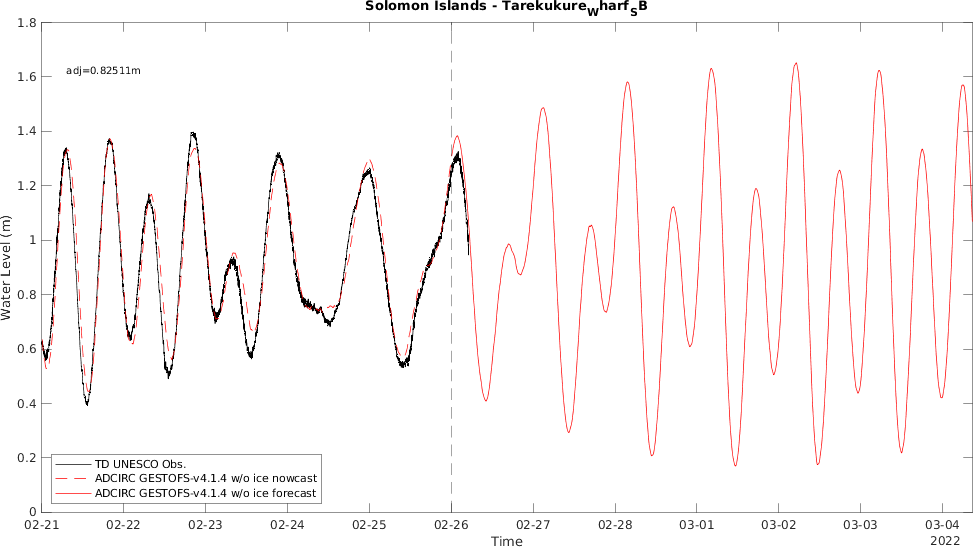 Solomon Islands - TarekukureWharfSB
1.8
1.6
1.4
1.2
1
0.8
0.6
0.4
0.2
0
Water Level (m)
adj=0.82511m
TD UNESCO Obs.
ADCIRC GESTOFS-v4.1.4 w/o ice nowcast
ADCIRC GESTOFS-v4.1.4 w/o ice forecast
02-21 02-22 02-23 02-24 02-25 02-26 02-27 02-28 03-01 03-02 03-03 03-04
2022
Time